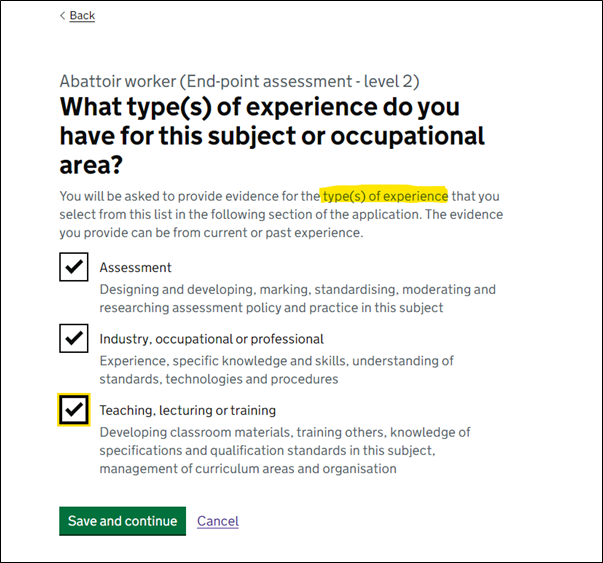 Back
Abattoir worker (End-point assessment - level 2)
What type(s) of experience do you
have for this subject or occupational
area?
You will be asked to provide evidence for the type(s) of experience that you
select from this list in the following section of the application. The evidence
you provide can be from current or past experience.
Assessment
Designing and developing, marking, standardising, moderating and
researching assessment policy and practice in this subject
Industry, occupational or professional
Experience, specific knowledge and skills, understanding of
standards, technologies and procedures
Teaching, lecturing or training
Developing classroom materials, training others, knowledge of
specifications and qualification standards in this subject,
management of curriculum areas and organisation
Save and continue Cancel